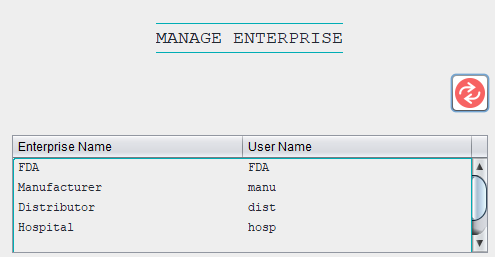 MANAGE ENTERPRISE
Enterprise Name User Name
FDA FDA
Manufacturer manu
Distributor dist
Hospital hosp